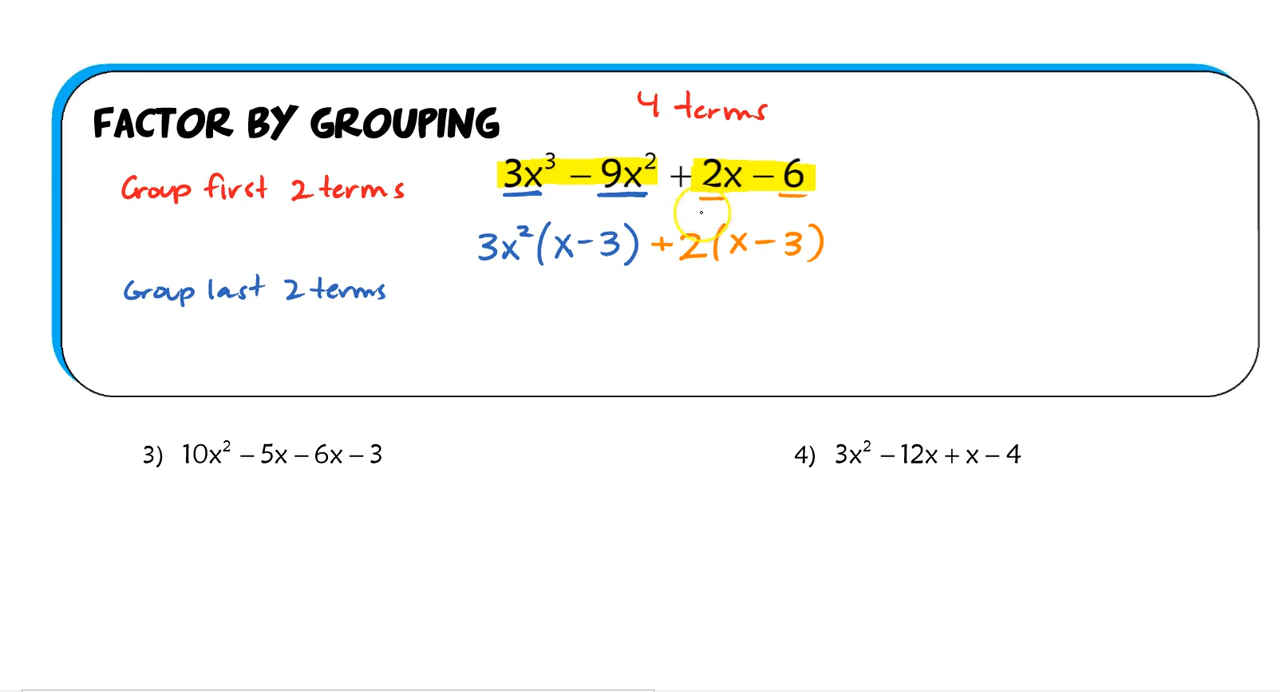 FACTOR BY GROUPING
4 terms
Group first 2 terms
3x³ – 9x² + 2x – 6
3x²(x-3) +2(x-3)
Group last 2 terms
3) 10x² – 5x – 6x – 3
4) 3x² – 12x + x – 4